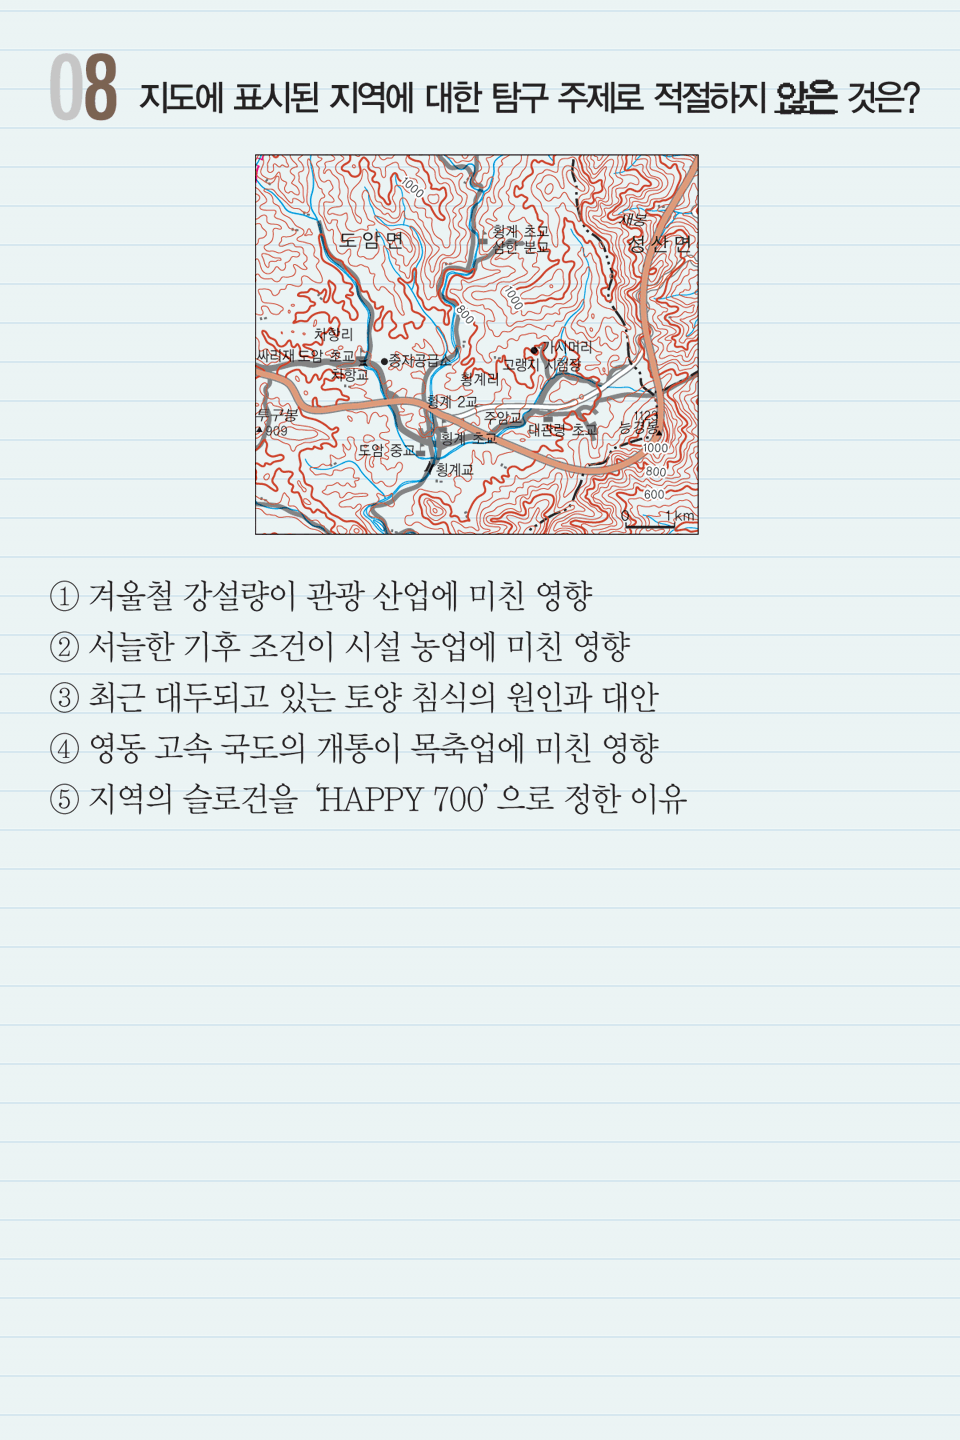 08 지도에 표시된 지역에 대한 탐구 주제로 적절하지 않은 것은?
1000
새봉
횡계 초교
삼한 분교
도암면
성산면
1000
800
차항리
가시머리
싸리재 도암 초교
종자공급소
고랭지 시험장
차항교
횡계리
횡계 2교
주암교
1123
능경봉
909
대관령 초교
횡계 초교
도암 중교
1000
횡계교
800
600
0 1km
① 겨울철 강설량이 관광 산업에 미친 영향
② 서늘한 기후 조건이 시설 농업에 미친 영향
③ 최근 대두되고 있는 토양 침식의 원인과 대안
④ 영동 고속 국도의 개통이 목축업에 미친 영향
⑤ 지역의 슬로건을 ‘HAPPY 700’으로 정한 이유